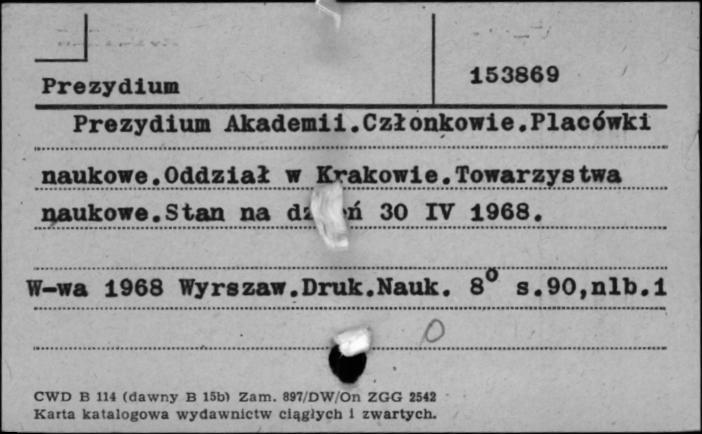 Prezydium
153869
Prezydium Akademii.Członkowie.Placówki
naukowe.Oddział w Krakowie.Towarzystwa
naukowe.Stan na dzień 30 IV 1968.
W-wa 1968 Wyrszaw.Druk.Nauk. 8° s.90,nlb.1
0
CWD B 114 (dawny B 15b) Zam. 897/DW/On ZGG 2542
Karta katalogowa wydawnictw ciągłych i zwartych.